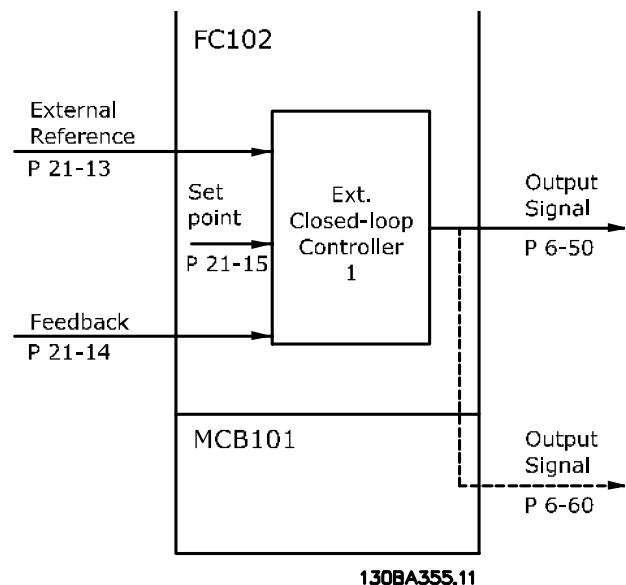 FC102
External
Reference
P 21-13
Set
point
P 21-15
Ext.
Closed-loop
Controller
1
Output
Signal
P 6-50
Feedback
P 21-14
MCB101
Output
Signal
P 6-60
130BA355.11